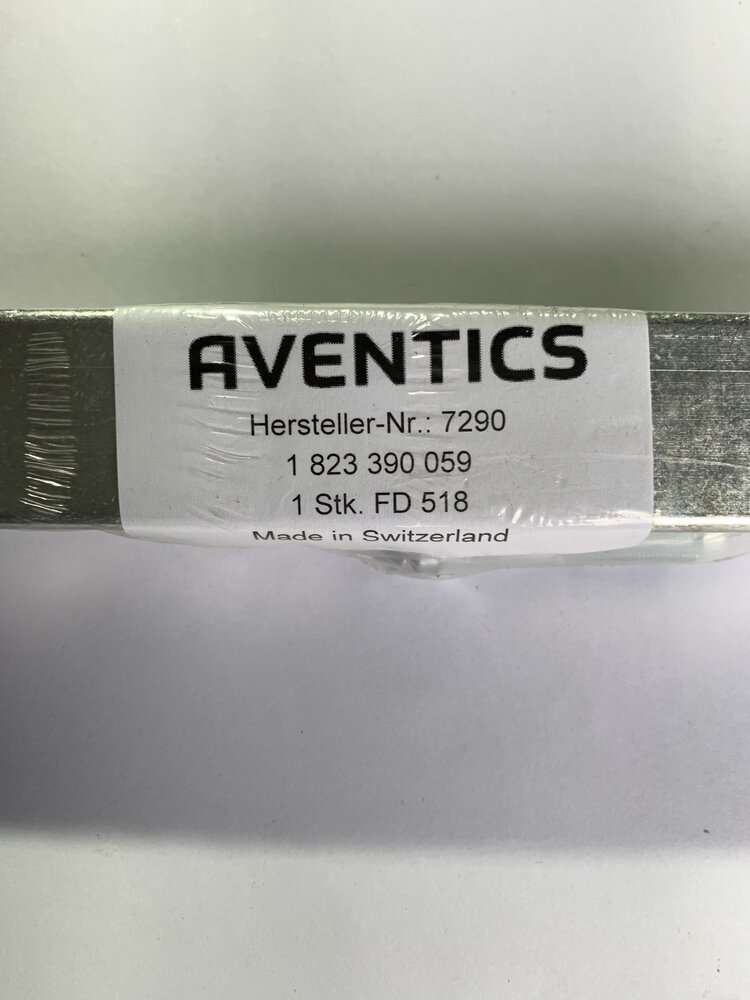 AVENTICS
Hersteller-Nr.: 7290
1 823 390 059
1 Stk. FD 518
Made in Switzerland